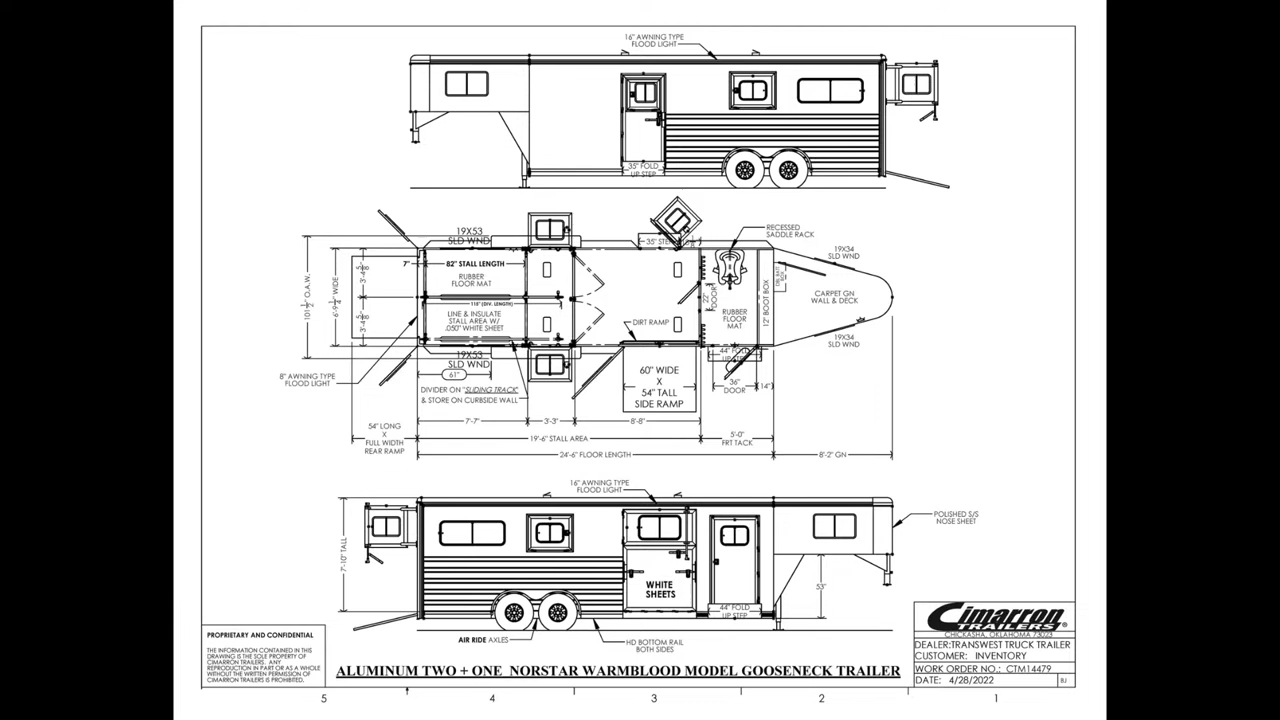 16" AWNING TYPE
FLOOD LIGHT
35" FOLD
UP STEP
19X53
SLD WND
35" STEP
RECESSED
SADDLE RACK
19X34
SLD WND
7"
82" STALL LENGTH
RUBBER
FLOOR MAT
118" (DIV. LENGTH)
LINE & INSULATE
STALL AREA W/
.050" WHITE SHEET
101 1/2" O.A.W.
6'-9 3/4" WIDE
22"
DOOR
RUBBER
FLOOR
MAT
12" BOOT BOX
CARPET GN
WALL & DECK
DIRT RAMP
19X34
SLD WND
19X53
SLD WND
61"
8" AWNING TYPE
FLOOD LIGHT
DIVIDER ON "SLIDING TRACK"
& STORE ON CURBSIDE WALL
60" WIDE
X
54" TALL
SIDE RAMP
44" FOLD
UP STEP
36"
DOOR
14"
7'-7"
3'-3"
8'-8"
54" LONG
X
FULL WIDTH
REAR RAMP
19'-6" STALL AREA
5'-0"
FRT TACK
24'-6" FLOOR LENGTH
8'-2" GN
16" AWNING TYPE
FLOOD LIGHT
7'-10" TALL
POLISHED S/S
NOSE SHEET
WHITE
SHEETS
44" FOLD
UP STEP
53"
AIR RIDE AXLES
HD BOTTOM RAIL
BOTH SIDES
PROPRIETARY AND CONFIDENTIAL
THE INFORMATION CONTAINED IN THIS
DRAWING IS THE SOLE PROPERTY OF
CIMARRON TRAILERS. ANY
REPRODUCTION IN PART OR AS A WHOLE
WITHOUT THE WRITTEN PERMISSION OF
CIMARRON TRAILERS IS PROHIBITED.
ALUMINUM TWO + ONE NORSTAR WARMBLOOD MODEL GOOSENECK TRAILER
Cimarron
TRAILERS
CHICKASHA, OKLAHOMA 73023
DEALER:TRANSWEST TRUCK TRAILER
CUSTOMER: INVENTORY
WORK ORDER NO.: CTM14479
DATE: 4/28/2022
BJ
5
4
3
2
1